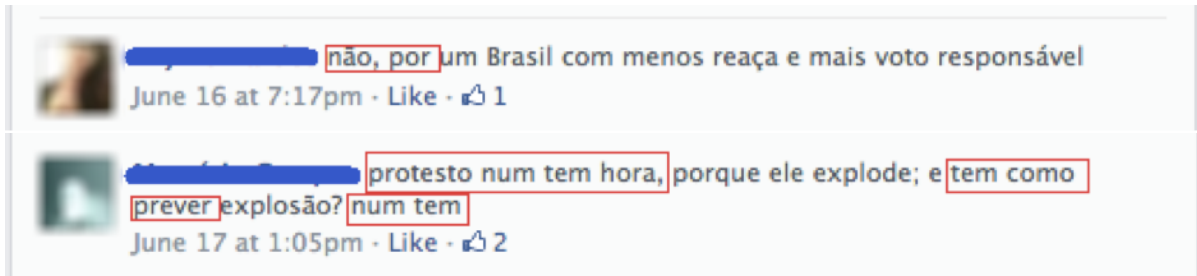 não, por um Brasil com menos reaça e mais voto responsável
June 16 at 7:17pm · Like · 1
protesto num tem hora, porque ele explode; e tem como
prever explosão? num tem
June 17 at 1:05pm · Like · 2